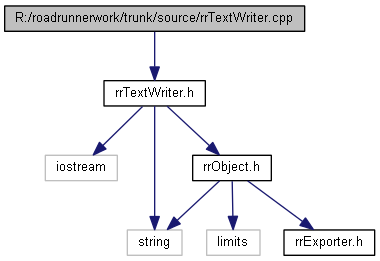 R:/roadrunnerwork/trunk/source/rrTextWriter.cpp
rrTextWriter.h
iostream
rrObject.h
string
limits
rrExporter.h